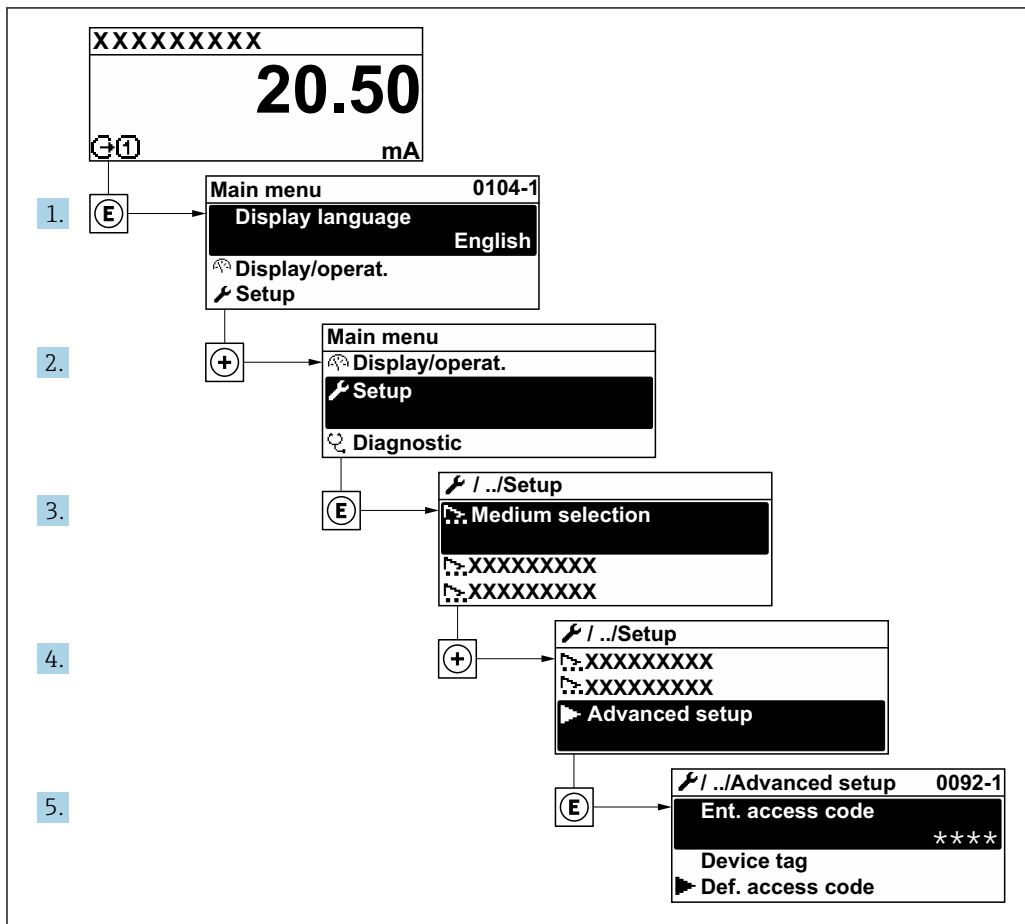 XXXXXXXXX
20.50
1 mA
1. E
Main menu 0104-1
Display language
English
Display/operat.
Setup
2. +
Main menu
Display/operat.
Setup
Diagnostic
3. E
/ ../Setup
Medium selection
XXXXXXXXX
XXXXXXXXX
4. +
/ ../Setup
XXXXXXXXX
XXXXXXXXX
Advanced setup
5. E
/ ../Advanced setup 0092-1
Ent. access code
****
Device tag
Def. access code